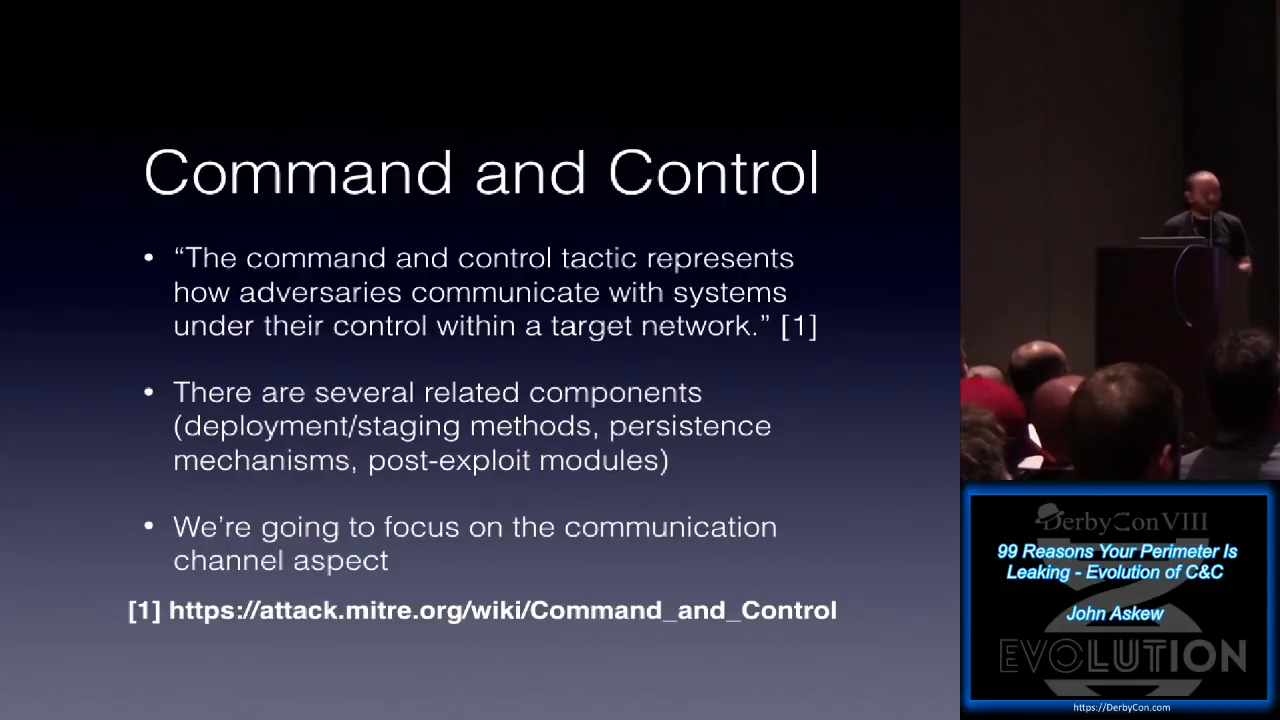 Command and Control
• “The command and control tactic represents
how adversaries communicate with systems
under their control within a target network.” [1]
• There are several related components
(deployment/staging methods, persistence
mechanisms, post-exploit modules)
• We’re going to focus on the communication
channel aspect
[1] https://attack.mitre.org/wiki/Command_and_Control
DerbyCon VIII
99 Reasons Your Perimeter Is
Leaking - Evolution of C&C
John Askew
EVOLUTION
https://DerbyCon.com